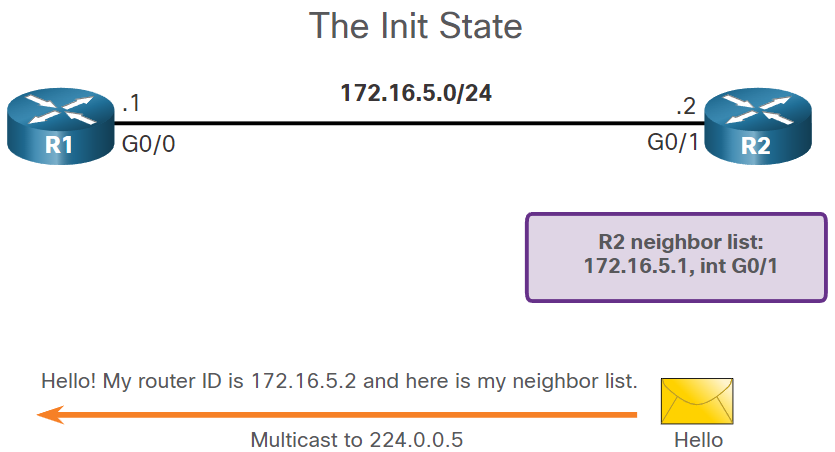 The Init State
172.16.5.0/24
.1
.2
R1
G0/0
G0/1
R2
R2 neighbor list:
172.16.5.1, int G0/1
Hello! My router ID is 172.16.5.2 and here is my neighbor list.
Multicast to 224.0.0.5
Hello